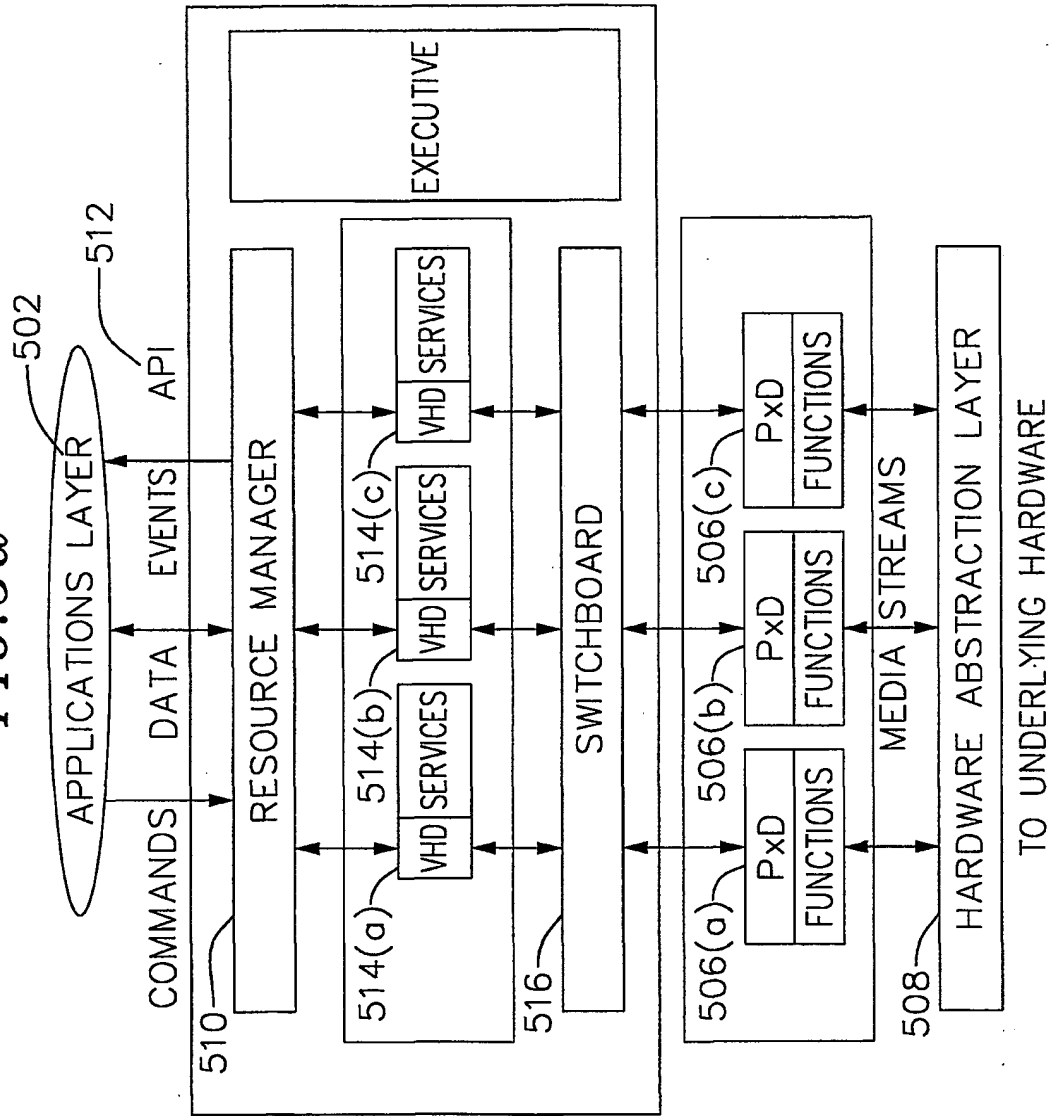 APPLICATIONS LAYER
502
COMMANDS
DATA
EVENTS
API
512
510
RESOURCE MANAGER
EXECUTIVE
514(a)
514(b)
514(c)
VHD SERVICES
VHD SERVICES
VHD SERVICES
516
SWITCHBOARD
506(a)
506(b)
506(c)
PxD
PxD
PxD
FUNCTIONS
FUNCTIONS
FUNCTIONS
MEDIA STREAMS
508
HARDWARE ABSTRACTION LAYER
TO UNDERLYING HARDWARE